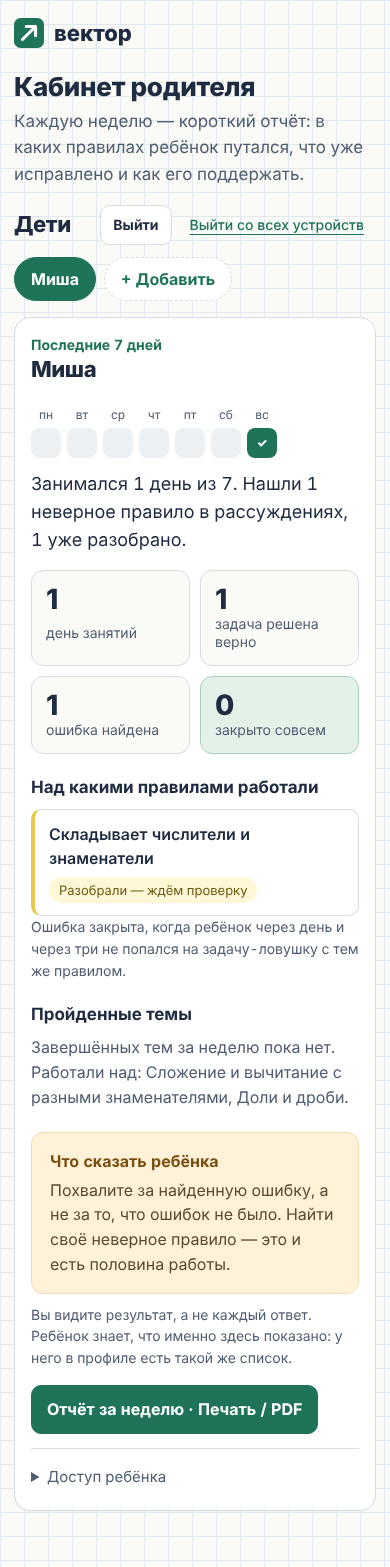 вектор
Кабинет родителя
Каждую неделю — короткий отчёт: в
каких правилах ребёнок путался, что уже
исправлено и как его поддержать.
Дети
Выйти
Выйти со всех устройств
Миша
+ Добавить
Последние 7 дней
Миша
пн вт ср чт пт сб вс
Занимался 1 день из 7. Нашли 1
неверное правило в рассуждениях,
1 уже разобрано.
1
день занятий
1
задача решена
верно
1
ошибка найдена
0
закрыто совсем
Над какими правилами работали
Складывает числители и
знаменатели
Разобрали — ждём проверку
Ошибка закрыта, когда ребёнок через день и
через три не попался на задачу-ловушку с тем
же правилом.
Пройденные темы
Завершённых тем за неделю пока нет.
Работали над: Сложение и вычитание с
разными знаменателями, Доли и дроби.
Что сказать ребёнка
Похвалите за найденную ошибку, а
не за то, что ошибок не было. Найти
своё неверное правило — это и
есть половина работы.
Вы видите результат, а не каждый ответ.
Ребёнок знает, что именно здесь показано: у
него в профиле есть такой же список.
Отчёт за неделю · Печать / PDF
Доступ ребёнка